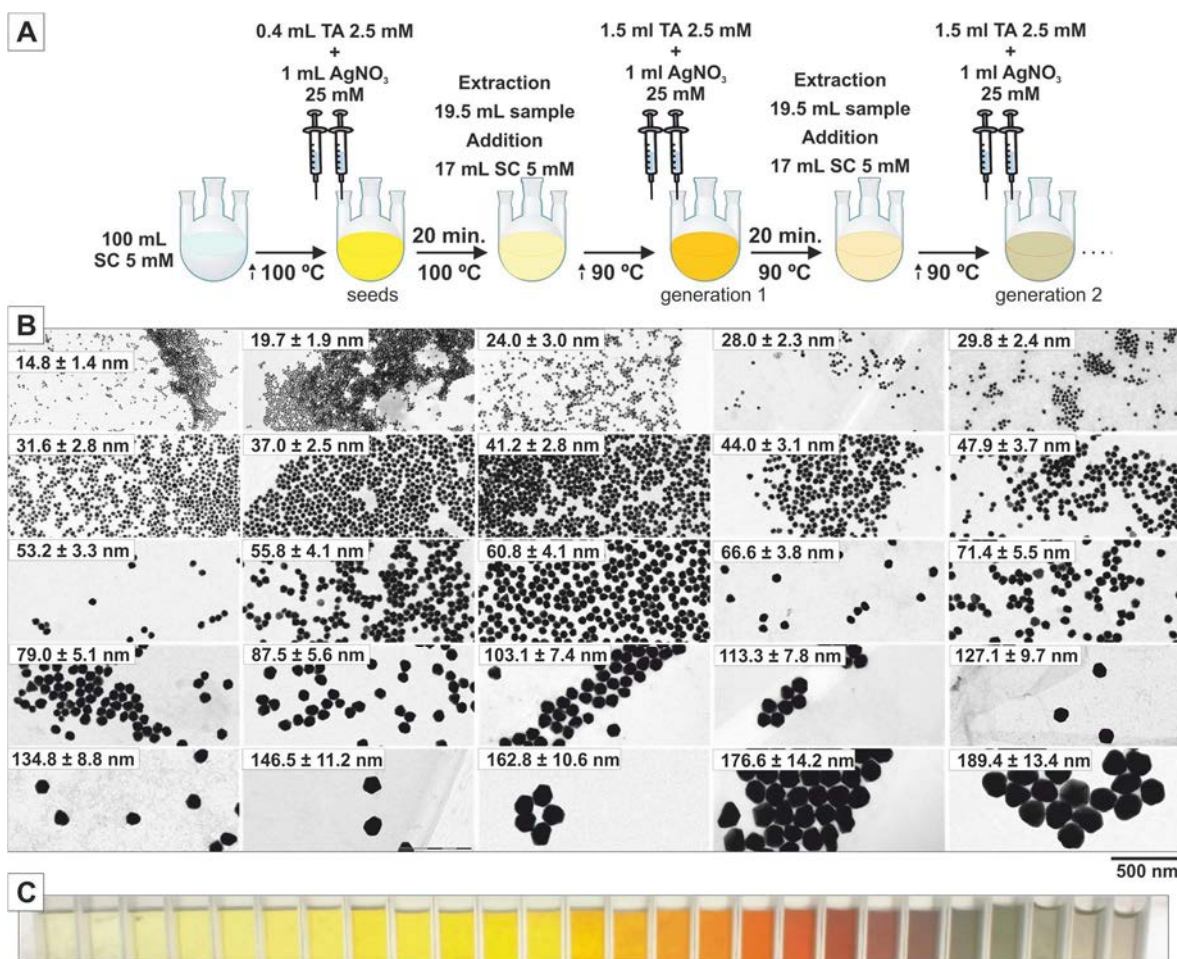 A
0.4 mL TA 2.5 mM
+
1 mL AgNO₃
25 mM
Extraction
19.5 mL sample
Addition
17 mL SC 5 mM
1.5 ml TA 2.5 mM
+
1 ml AgNO₃
25 mM
Extraction
19.5 mL sample
Addition
17 mL SC 5 mM
1.5 ml TA 2.5 mM
+
1 ml AgNO₃
25 mM
100 mL
SC 5 mM
↑ 100 ºC
20 min.
100 ºC
↑ 90 ºC
20 min.
90 ºC
↑ 90 ºC
....
seeds
generation 1
generation 2
B
14.8 ± 1.4 nm
19.7 ± 1.9 nm
24.0 ± 3.0 nm
28.0 ± 2.3 nm
29.8 ± 2.4 nm
31.6 ± 2.8 nm
37.0 ± 2.5 nm
41.2 ± 2.8 nm
44.0 ± 3.1 nm
47.9 ± 3.7 nm
53.2 ± 3.3 nm
55.8 ± 4.1 nm
60.8 ± 4.1 nm
66.6 ± 3.8 nm
71.4 ± 5.5 nm
79.0 ± 5.1 nm
87.5 ± 5.6 nm
103.1 ± 7.4 nm
113.3 ± 7.8 nm
127.1 ± 9.7 nm
134.8 ± 8.8 nm
146.5 ± 11.2 nm
162.8 ± 10.6 nm
176.6 ± 14.2 nm
189.4 ± 13.4 nm
500 nm
C